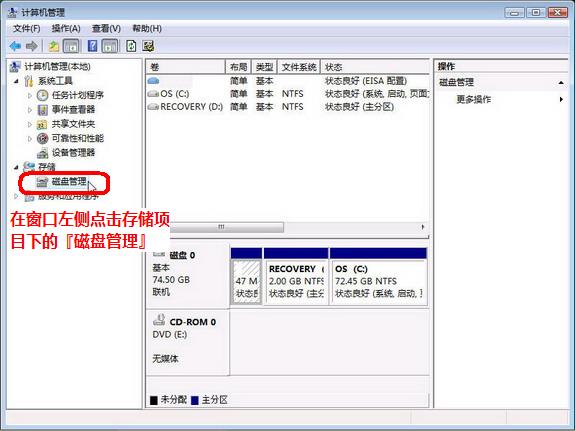 计算机管理
文件(F) 操作(A) 查看(V) 帮助(H)
计算机管理(本地)
系统工具
任务计划程序
事件查看器
共享文件夹
可靠性和性能
设备管理器
存储
磁盘管理
服务和应用程序
在窗口左侧点击存储项
目下的『磁盘管理』
卷 布局 类型 文件系统 状态
简单 基本 状态良好 (EISA 配置)
OS (C:) 简单 基本 NTFS 状态良好 (系统, 启动, 页面
RECOVERY (D:) 简单 基本 NTFS 状态良好 (主分区)
磁盘 0
基本
74.50 GB
联机
47 M
状态良
RECOVERY (
2.00 GB NTFS
状态良好 (主分
OS (C:)
72.45 GB NTFS
状态良好 (系统, 启动,
CD-ROM 0
DVD (E:)
无媒体
未分配 主分区
操作
磁盘管理
更多操作